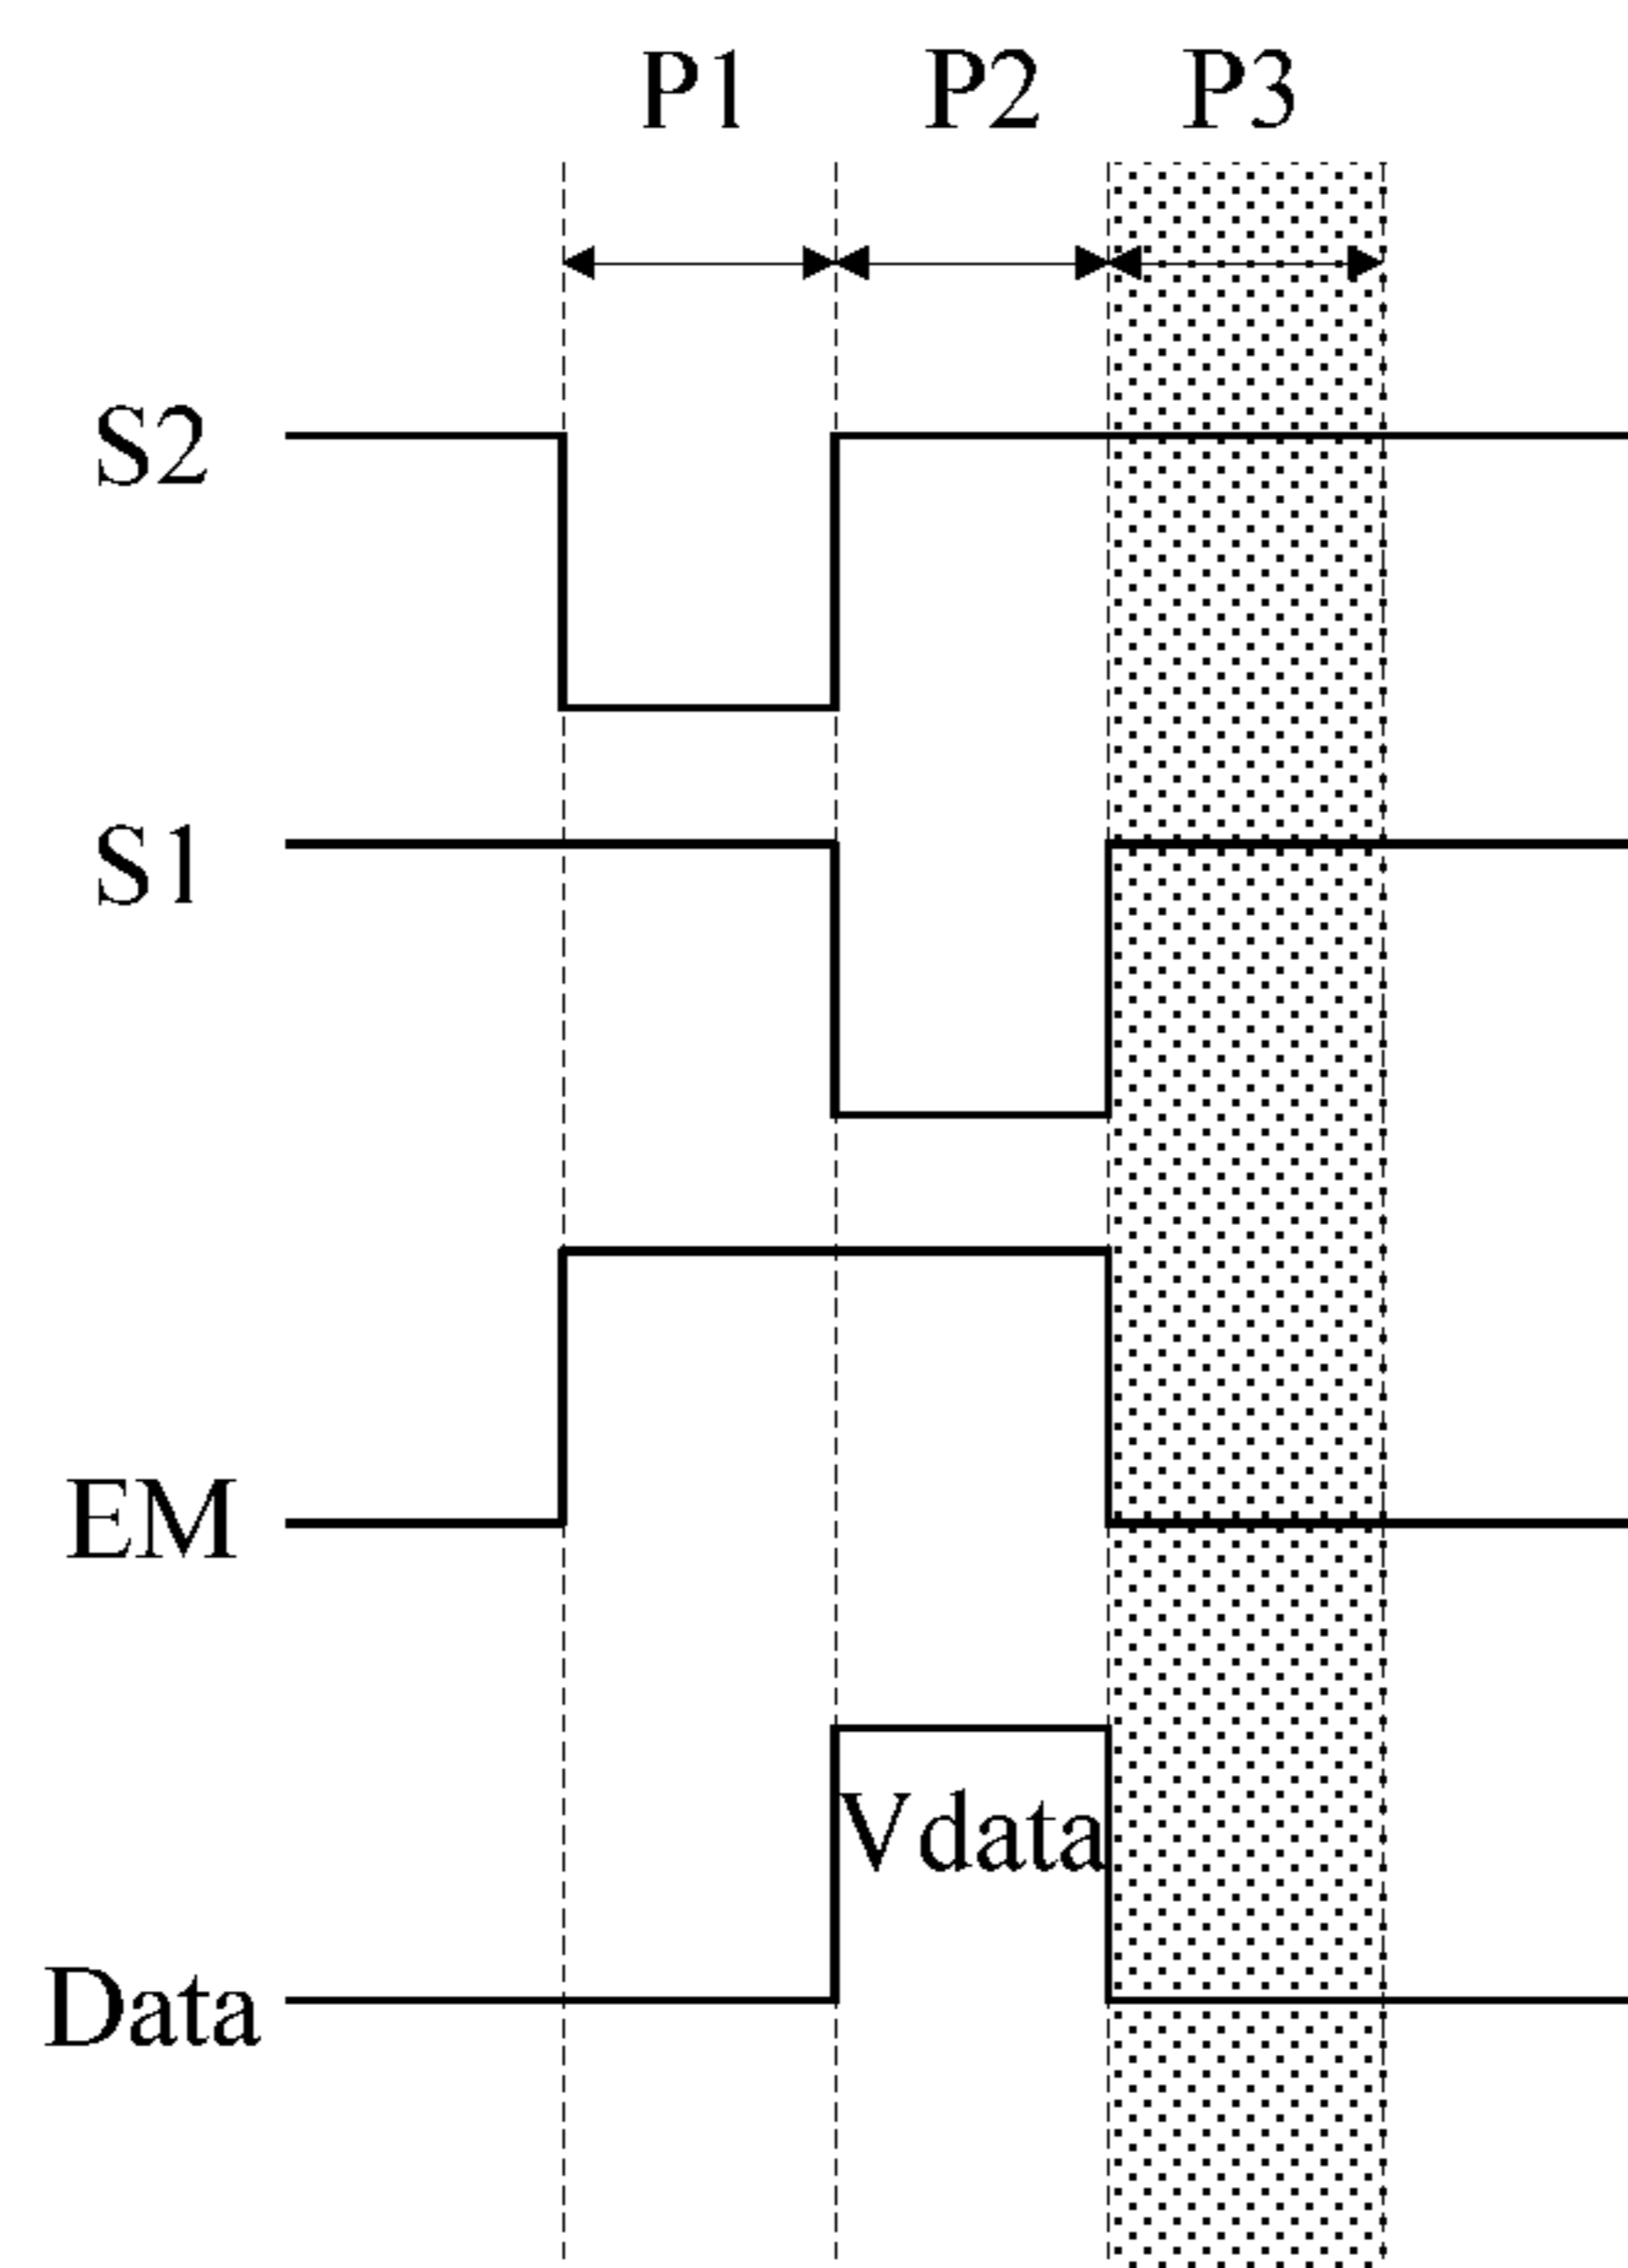 P1 P2 P3
S2
S1
EM
Vdata
Data